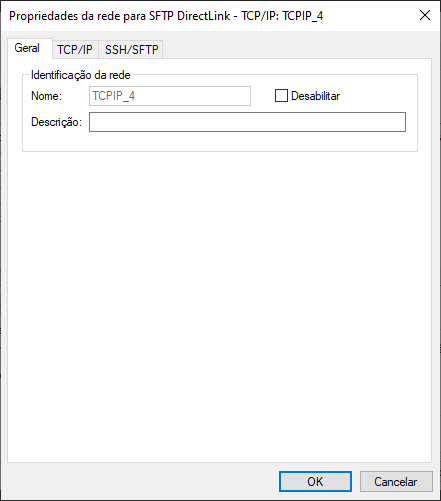 Propriedades da rede para SFTP DirectLink - TCP/IP: TCPIP_4
Geral TCP/IP SSH/SFTP
Identificação da rede
Nome: TCPIP_4 Desabilitar
Descrição:
OK Cancelar